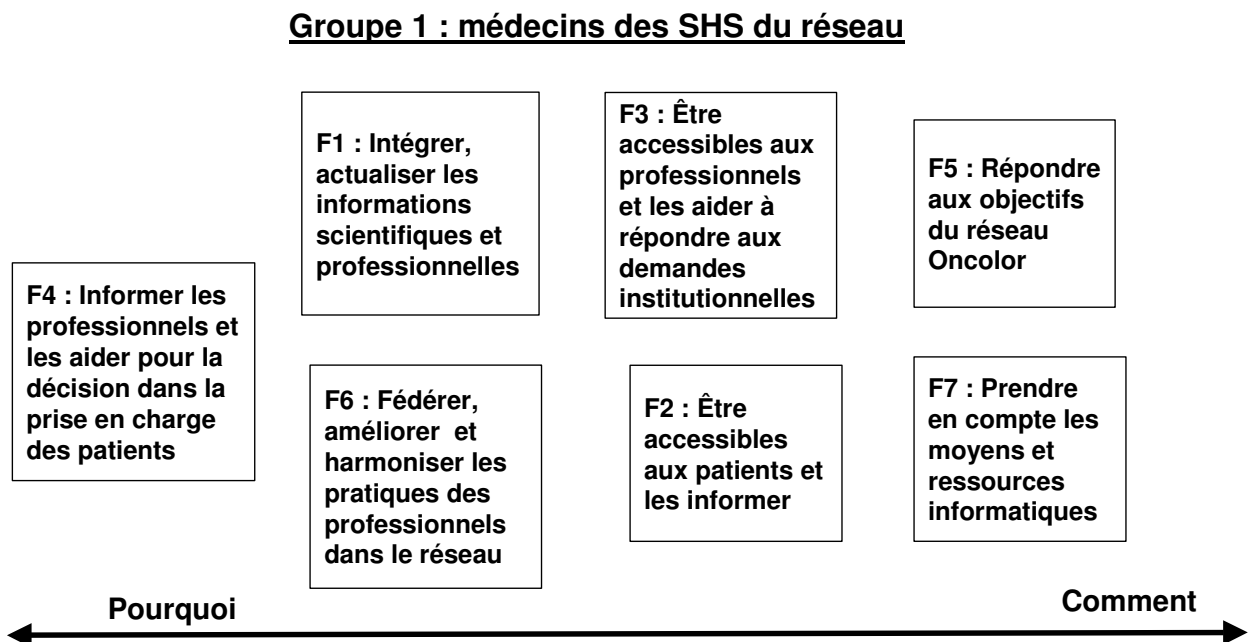 Groupe 1 : médecins des SHS du réseau
F4 : Informer les
professionnels et
les aider pour la
décision dans la
prise en charge
des patients
F1 : Intégrer,
actualiser les
informations
scientifiques et
professionnelles
F6 : Fédérer,
améliorer et
harmoniser les
pratiques des
professionnels
dans le réseau
F3 : Être
accessibles aux
professionnels
et les aider à
répondre aux
demandes
institutionnelles
F2 : Être
accessibles
aux patients et
les informer
F5 : Répondre
aux objectifs
du réseau
Oncolor
F7 : Prendre
en compte les
moyens et
ressources
informatiques
Pourquoi
Comment